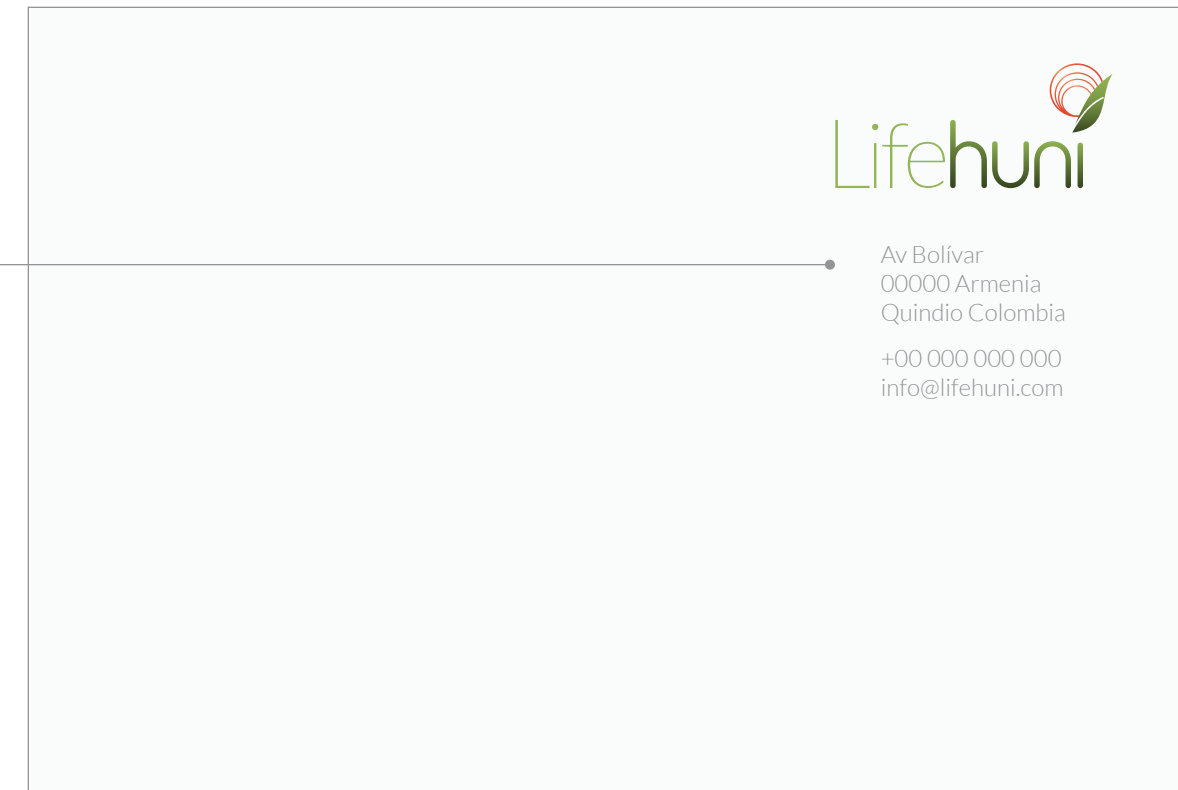 Lifehuni
Av Bolívar
00000 Armenia
Quindio Colombia
+00 000 000 000
info@lifehuni.com